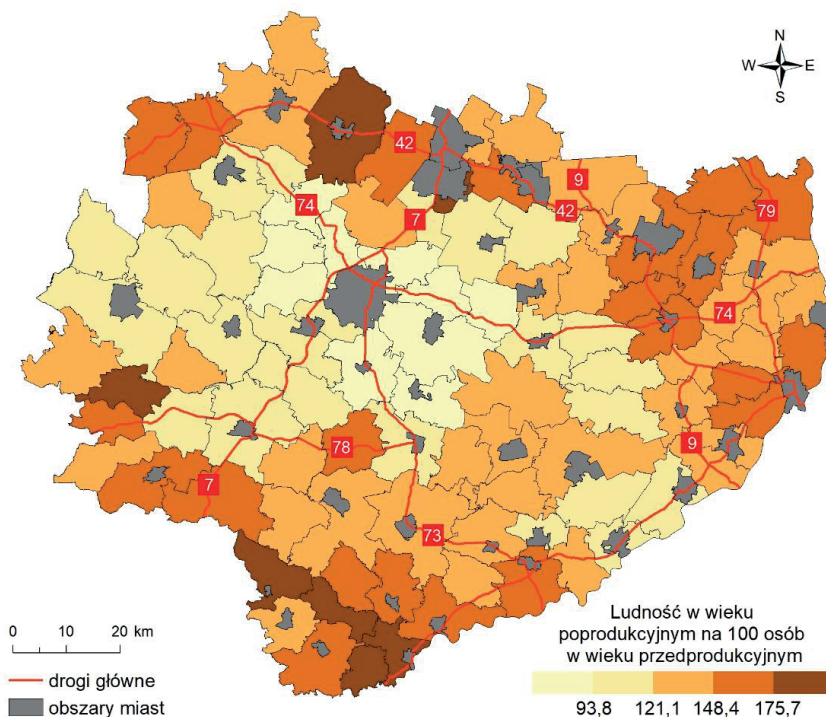 N
W E
S
42
9
79
74
7
42
74
78
9
7
73
0 10 20 km
drogi główne
obszary miast
Ludność w wieku
poprodukcyjnym na 100 osób
w wieku przedprodukcyjnym
93,8 121,1 148,4 175,7